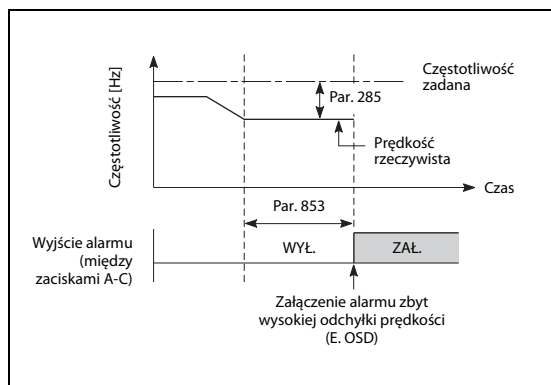 Częstotliwość [Hz]
Częstotliwość
zadana
Par. 285
Prędkość
rzeczywista
Czas
Par. 853
Wyjście alarmu
(między
zaciskami A-C)
WYŁ.
ZAŁ.
Załączenie alarmu zbyt
wysokiej odchyłki prędkości
(E. OSD)